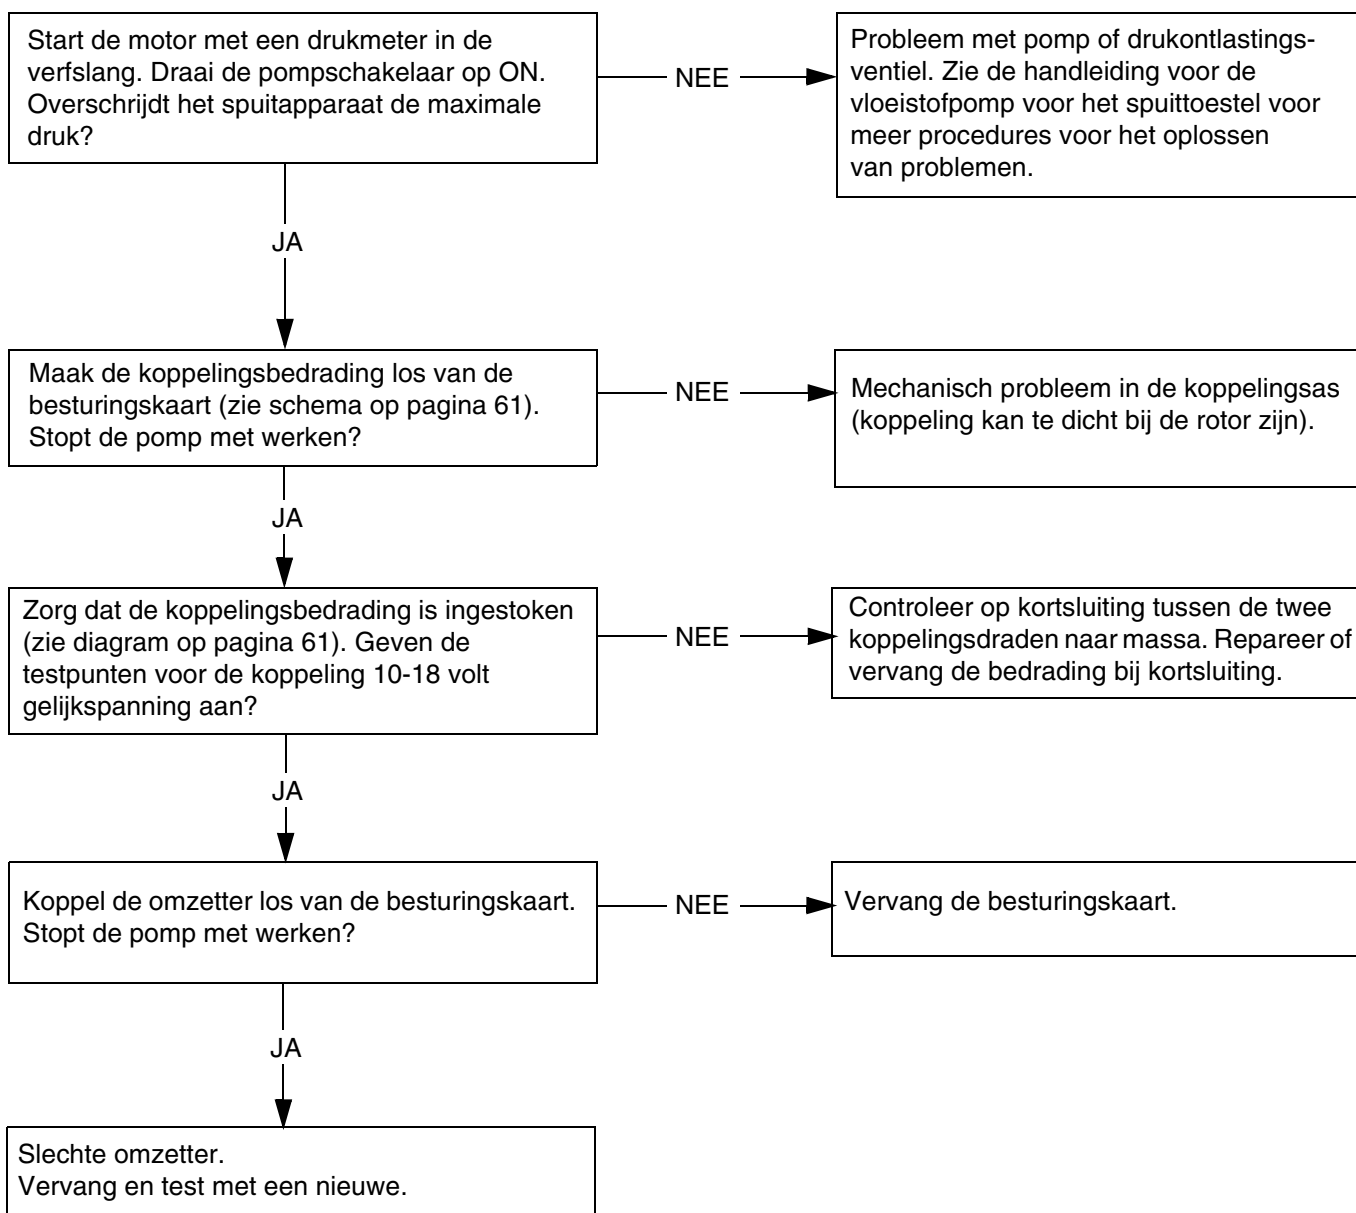 Start de motor met een drukmeter in de
verfslang. Draai de pompschakelaar op ON.
Overschrijdt het spuitapparaat de maximale
druk?
NEE
Probleem met pomp of drukontlastings-
ventiel. Zie de handleiding voor de
vloeistofpomp voor het spuittoestel voor
meer procedures voor het oplossen
van problemen.
JA
Maak de koppelingsbedrading los van de
besturingskaart (zie schema op pagina 61).
Stopt de pomp met werken?
NEE
Mechanisch probleem in de koppelingsas
(koppeling kan te dicht bij de rotor zijn).
JA
Zorg dat de koppelingsbedrading is ingestoken
(zie diagram op pagina 61). Geven de
testpunten voor de koppeling 10-18 volt
gelijkspanning aan?
NEE
Controleer op kortsluiting tussen de twee
koppelingsdraden naar massa. Repareer of
vervang de bedrading bij kortsluiting.
JA
Koppel de omzetter los van de besturingskaart.
Stopt de pomp met werken?
NEE
Vervang de besturingskaart.
JA
Slechte omzetter.
Vervang en test met een nieuwe.